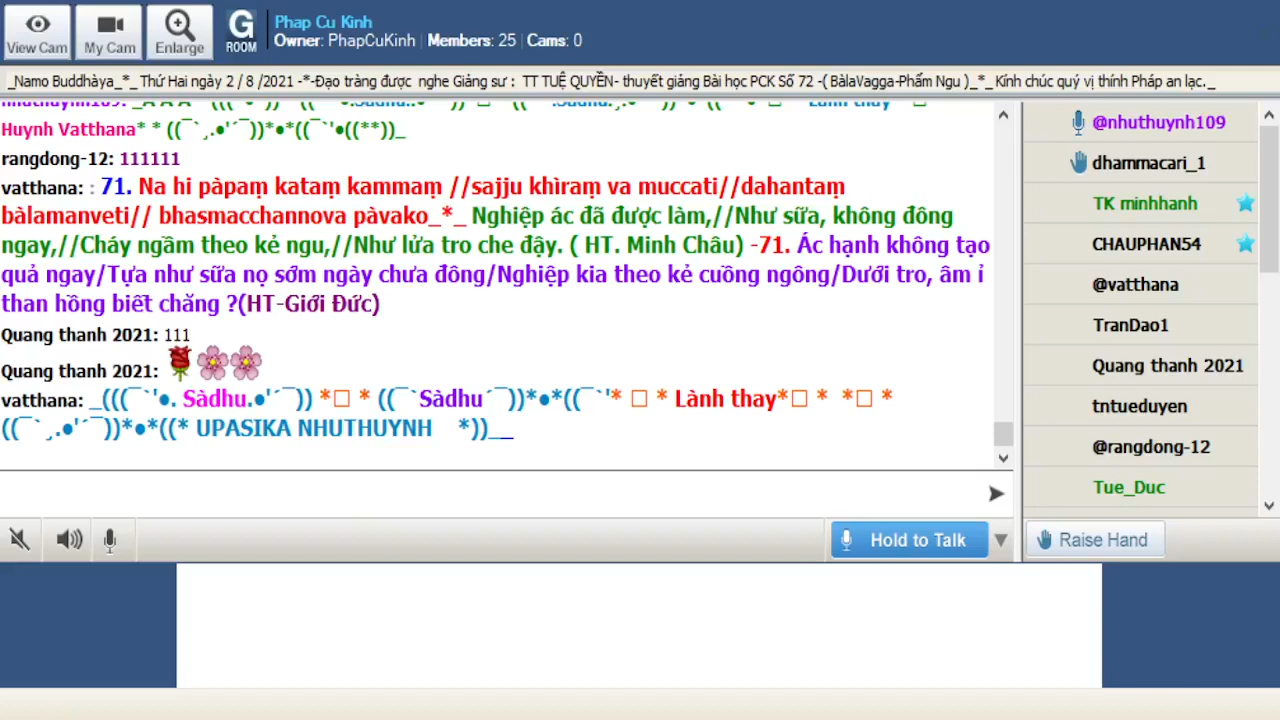 View Cam
My Cam
Enlarge
G
ROOM
Phap Cu Kinh
Owner: PhapCuKinh | Members: 25 | Cams: 0
_Namo Buddhàya_*_ Thứ Hai ngày 2 / 8 /2021 -*-Đạo tràng được nghe Giảng sư : TT TUỆ QUYỀN- thuyết giảng Bài học PCK Số 72 -( BàlaVagga-Phẩm Ngu )_*_ Kính chúc quý vị thính Pháp an lạc._
Huynh Vatthana* * ((¯`¸.●'´¯))*●*((¯`'●((**))_
rangdong-12: 111111
vatthana: : 71. Na hi pàpaṃ kataṃ kammaṃ //sajju khìraṃ va muccati//dahantaṃ
bàlamanveti// bhasmacchannova pàvako_*_ Nghiệp ác đã được làm,//Như sữa, không đông
ngay,//Cháy ngầm theo kẻ ngu,//Như lửa tro che đậy. ( HT. Minh Châu) -71. Ác hạnh không tạo
quả ngay/Tựa như sữa nọ sớm ngày chưa đông/Nghiệp kia theo kẻ cuồng ngông/Dưới tro, âm ỉ
than hồng biết chăng ?(HT-Giới Đức)
Quang thanh 2021: 111
Quang thanh 2021:
vatthana: _(((¯`'●. Sàdhu.●'´¯)) *□ * ((¯`Sàdhu´¯))*●*((¯`'* □ * Lành thay*□ * *□ *
((¯`¸.●'´¯))*●*((* UPASIKA NHUTHUYNH *))__
Hold to Talk
@nhuthuynh109
dhammacari_1
TK minhhanh
CHAUPHAN54
@vatthana
TranDao1
Quang thanh 2021
tntueduyen
@rangdong-12
Tue_Duc
Raise Hand